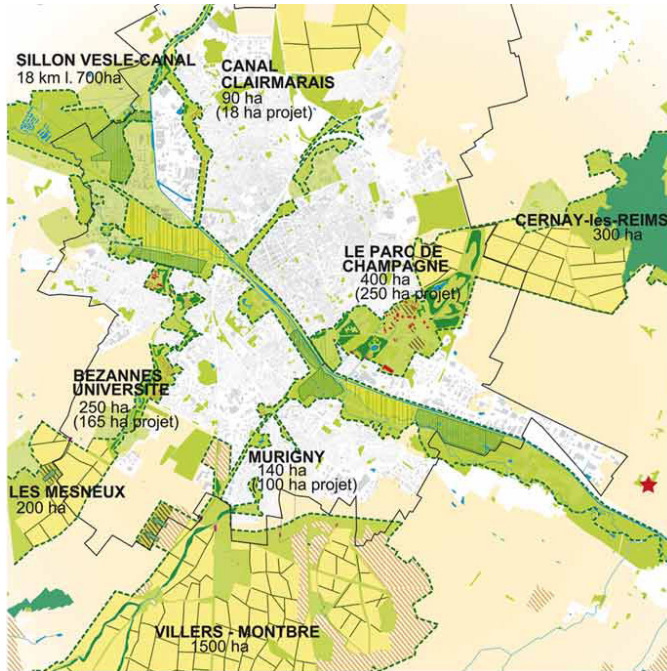 SILLON VESLE-CANAL
18 km l. 700ha
CANAL
CLAIRMARAIS
90 ha
(18 ha projet)
CERNAY-les-REIMS
300 ha
LE PARC DE
CHAMPAGNE
400 ha
(250 ha projet)
BEZANNES
UNIVERSITE
250 ha
(165 ha projet)
MURIGNY
140 ha
(100 ha projet)
LES MESNEUX
200 ha
VILLERS - MONTBRE
1500 ha